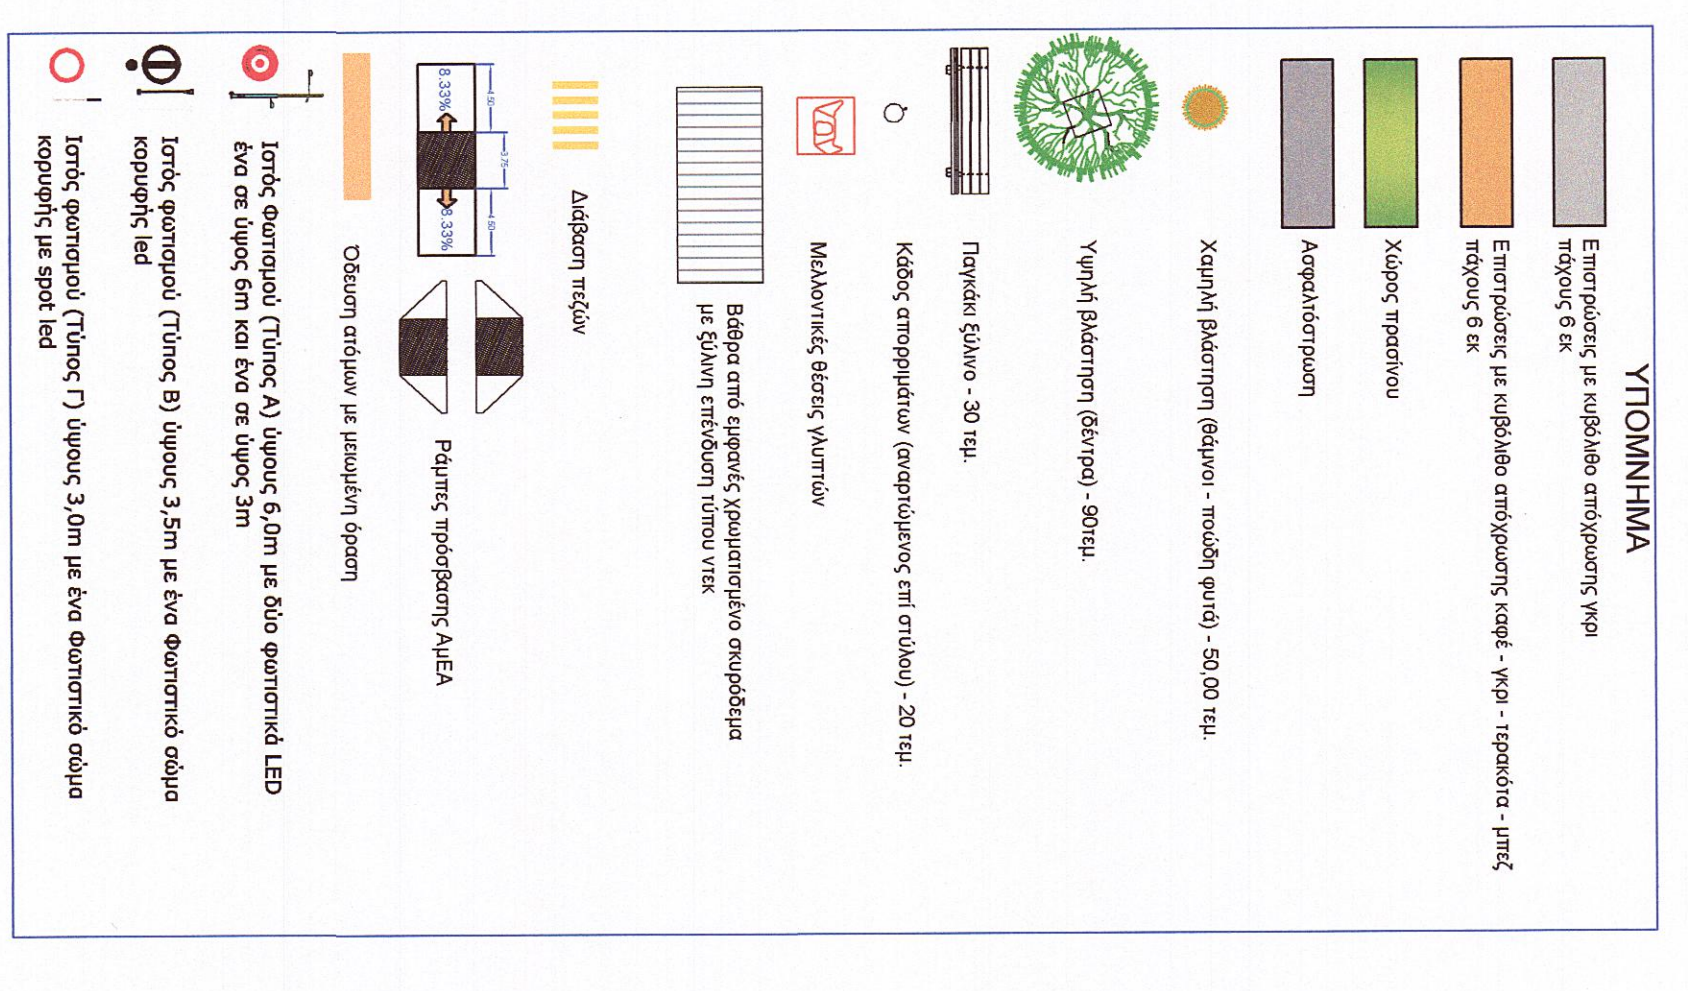 ΥΠΟΜΝΗΜΑ
Επιστρώσεις με κυβόλιθο απόχρωσης γκρι
πάχους 6 εκ
Επιστρώσεις με κυβόλιθο απόχρωσης καφέ - γκρι - τερακότα - μπεζ
πάχους 6 εκ
Χώρος πρασίνου
Ασφαλτόστρωση
Χαμηλή βλάστηση (θάμνοι - ποώδη φυτά) - 50,00 τεμ.
Υψηλή βλάστηση (δέντρα) - 90τεμ.
Παγκάκι ξύλινο - 30 τεμ.
Κάδος απορριμάτων (αναρτώμενος επί στύλου) - 20 τεμ.
Μελλοντικές θέσεις γλυπτών
Βάθρα από εμφανές χρωματισμένο σκυρόδεμα
με ξύλινη επένδυση τύπου ντεκ
Διάβαση πεζών
4.50 3.75 4.50
8.33% 8.33%
Ράμπες πρόσβασης ΑμΕΑ
Όδευση ατόμων με μειωμένη όραση
Ιστός Φωτισμού (Τύπος Α) ύψους 6,0m με δύο φωτιστικά LED
ένα σε ύψος 6m και ένα σε ύψος 3m
Ιστός φωτισμού (Τύπος Β) ύψους 3,5m με ένα Φωτιστικό σώμα
κορυφής led
Ιστός φωτισμού (Τύπος Γ) ύψους 3,0m με ένα Φωτιστικό σώμα
κορυφής με spot led